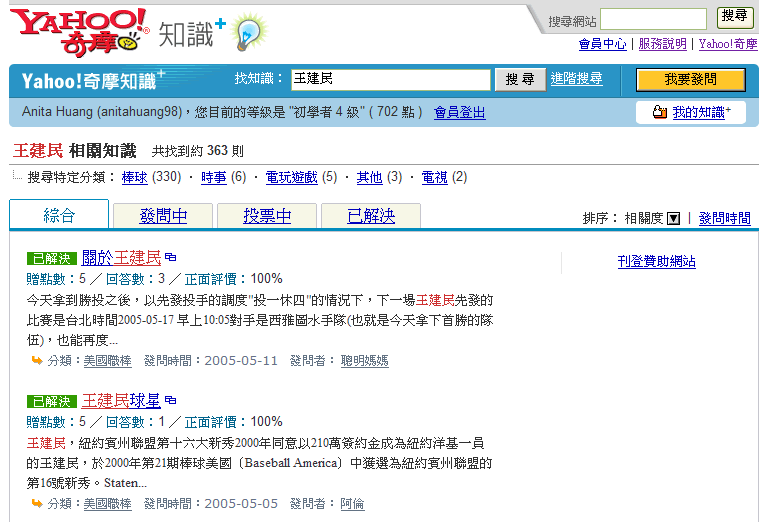 YAHOO! 奇摩 知識+
搜尋網站 搜尋
會員中心 | 服務說明 | Yahoo!奇摩
Yahoo!奇摩知識+ 找知識： 王建民 搜 尋 進階搜尋 我要發問
Anita Huang (anitahuang98)，您目前的等級是 "初學者 4 級" ( 702 點 ) 會員登出 我的知識+
王建民 相關知識 共找到約 363 則
搜尋特定分類： 棒球 (330) ‧ 時事 (6) ‧ 電玩遊戲 (5) ‧ 其他 (3) ‧ 電視 (2)
綜合 發問中 投票中 已解決 排序： 相關度 | 發問時間
已解決 關於王建民
刊登贊助網站
贈點數：5 ／ 回答數：3 ／ 正面評價：100%
今天拿到勝投之後，以先發投手的調度"投一休四"的情況下，下一場王建民先發的
比賽是台北時間2005-05-17 早上10:05對手是西雅圖水手隊(也就是今天拿下首勝的隊
伍)，也能再度...
分類：美國職棒 發問時間：2005-05-11 發問者： 聰明媽媽
已解決 王建民球星
贈點數：5 ／ 回答數：1 ／ 正面評價：100%
王建民，紐約賓州聯盟第十六大新秀2000年同意以210萬簽約金成為紐約洋基一員
的王建民，於2000年第21期棒球美國〔Baseball America〕中獲選為紐約賓州聯盟的
第16號新秀。Staten...
分類：美國職棒 發問時間：2005-05-05 發問者： 阿倫